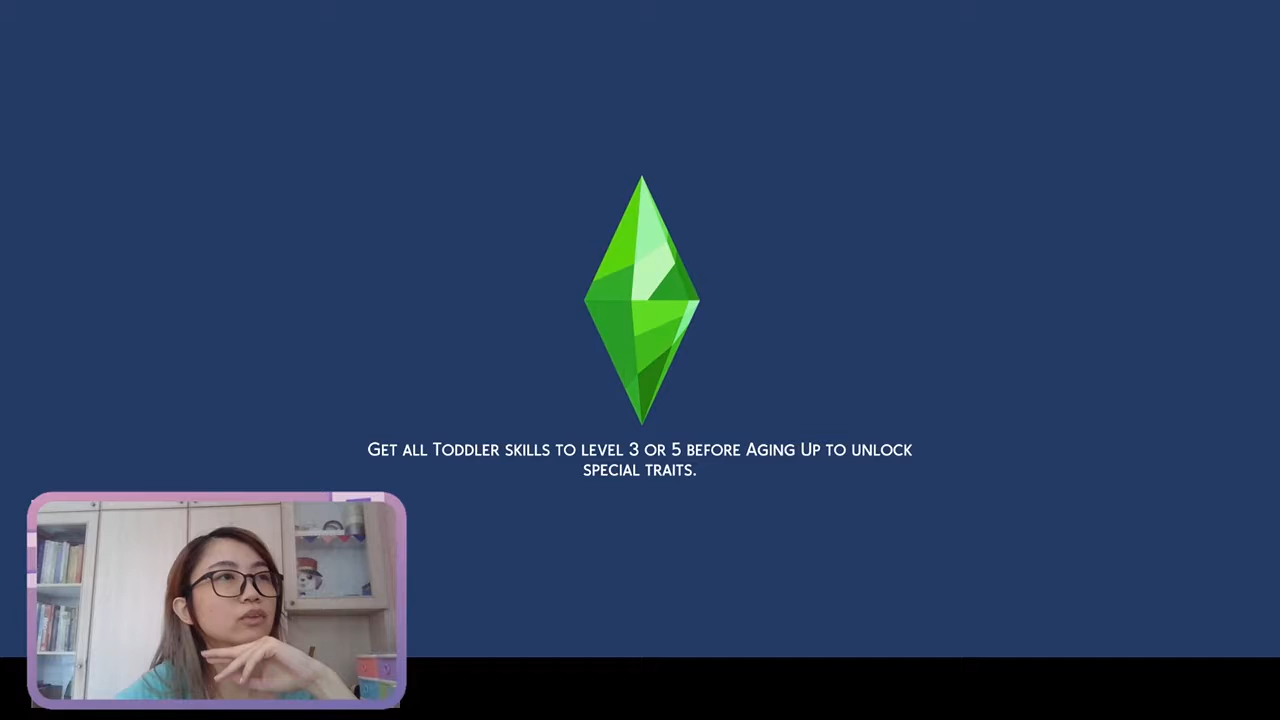 Get all Toddler skills to level 3 or 5 before Aging Up to unlock
special traits.